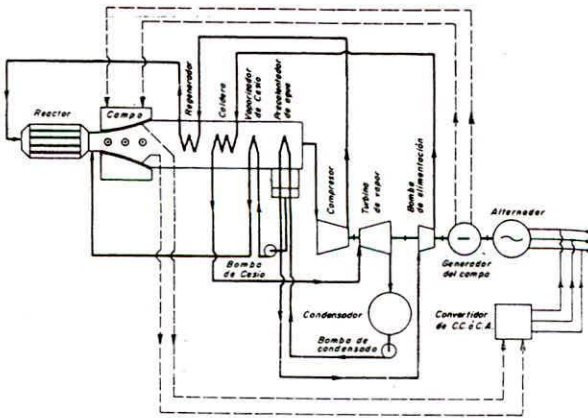 Reactor
Campo
Regenerador
Caldera
Vaporizador
de Cesio
Precalentador
de agua
Compresor
Turbina
de vapor
Bomba
de alimentación
Alternador
Generador
del campo
Bomba
de Cesio
Condensador
Bomba de
condensado
Convertidor
de C.C. á C.A.